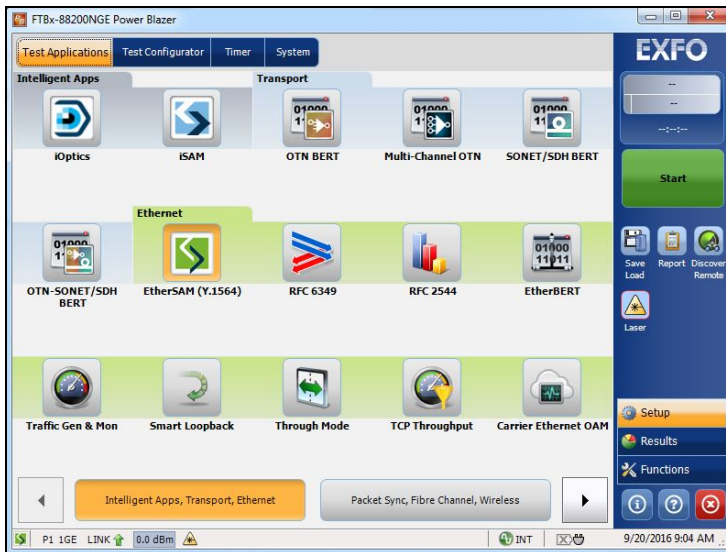 FTBx-88200NGE Power Blazer
Test Applications Test Configurator Timer System
EXFO
Intelligent Apps Transport
--
--
--:--:--
iOptics iSAM OTN BERT Multi-Channel OTN SONET/SDH BERT
Start
Ethernet
Save Load Report Discover Remote
OTN-SONET/SDH BERT EtherSAM (Y.1564) RFC 6349 RFC 2544 EtherBERT
Laser
Traffic Gen & Mon Smart Loopback Through Mode TCP Throughput Carrier Ethernet OAM
Setup
Results
Functions
Intelligent Apps, Transport, Ethernet Packet Sync, Fibre Channel, Wireless
P1 1GE LINK 0.0 dBm INT 9/20/2016 9:04 AM